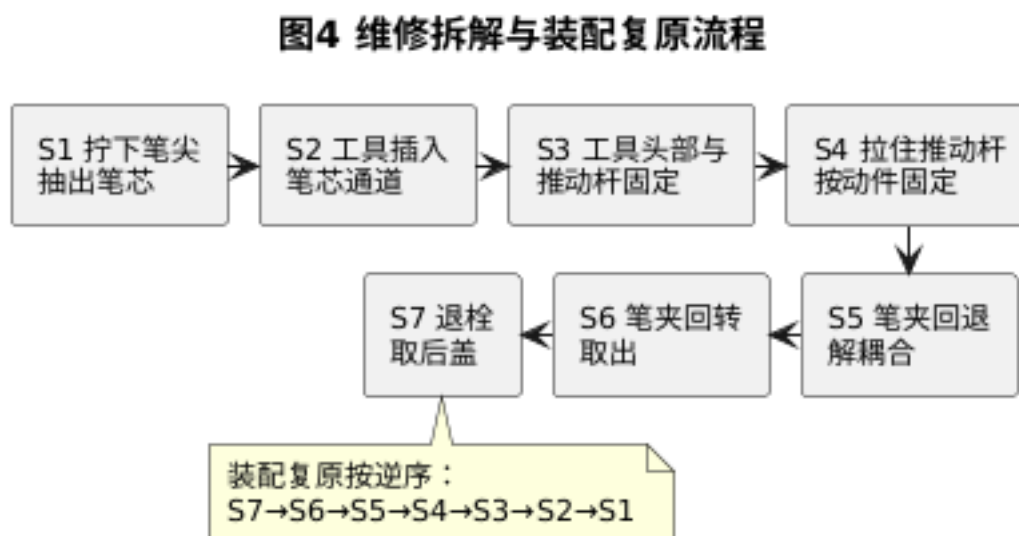 图4 维修拆解与装配复原流程
S1 拧下笔尖
抽出笔芯
S2 工具插入
笔芯通道
S3 工具头部与
推动杆固定
S4 拉住推动杆
按动件固定
S5 笔夹回退
解耦合
S6 笔夹回转
取出
S7 退栓
取后盖
装配复原按逆序：
S7→S6→S5→S4→S3→S2→S1